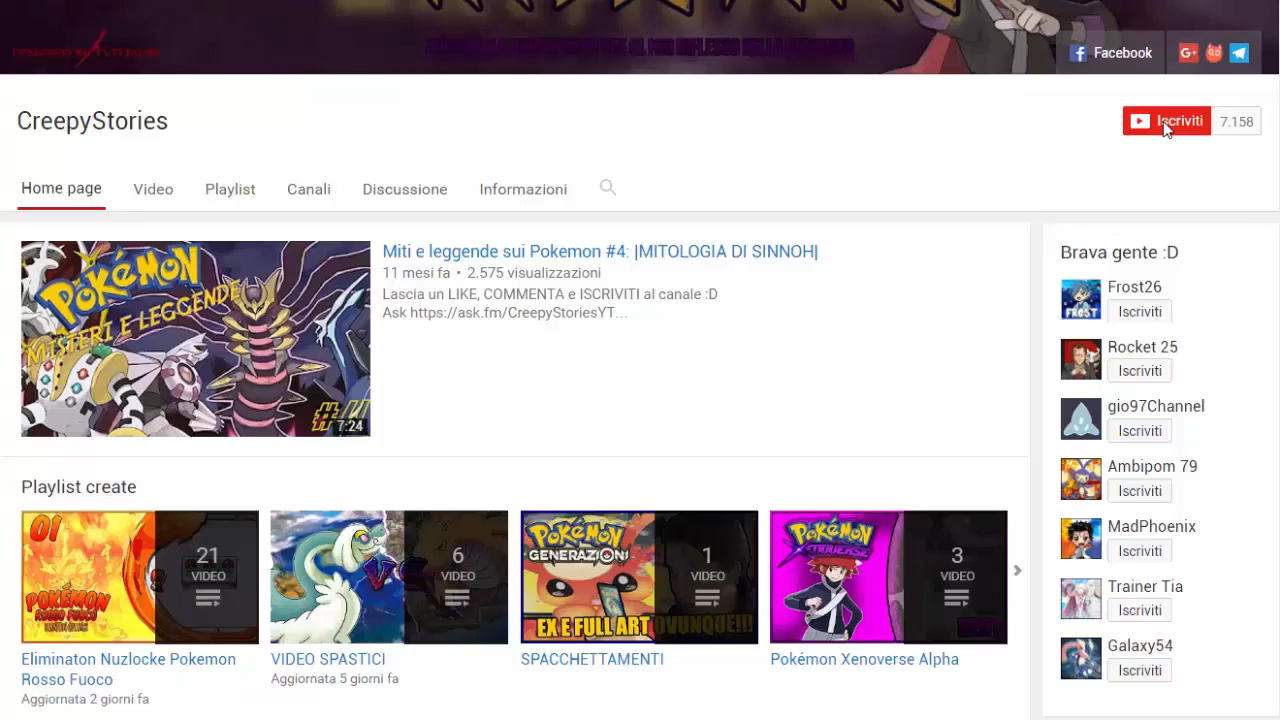 Facebook
CreepyStories
Iscriviti 7.158
Home page Video Playlist Canali Discussione Informazioni
Miti e leggende sui Pokemon #4: |MITOLOGIA DI SINNOH|
11 mesi fa • 2.575 visualizzazioni
Lascia un LIKE, COMMENTA e ISCRIVITI al canale :D
Ask https://ask.fm/CreepyStoriesYT…
POKÉMON
MISTERI E LEGGENDE
#4
7:24
Brava gente :D
Frost26
Iscriviti
FROST
Rocket 25
Iscriviti
gio97Channel
Iscriviti
Ambipom 79
Iscriviti
MadPhoenix
Iscriviti
Trainer Tia
Iscriviti
Galaxy54
Iscriviti
Playlist create
01
POKÉMON
ROSSO FUOCO
21
VIDEO
6
VIDEO
POKÉMON
GENERAZIONI
EX E FULL ART OVUNQUE!!!
1
VIDEO
POKÉMON
XENOVERSE
3
VIDEO
Eliminaton Nuzlocke Pokemon
Rosso Fuoco
Aggiornata 2 giorni fa
VIDEO SPASTICI
Aggiornata 5 giorni fa
SPACCHETTAMENTI
Pokémon Xenoverse Alpha